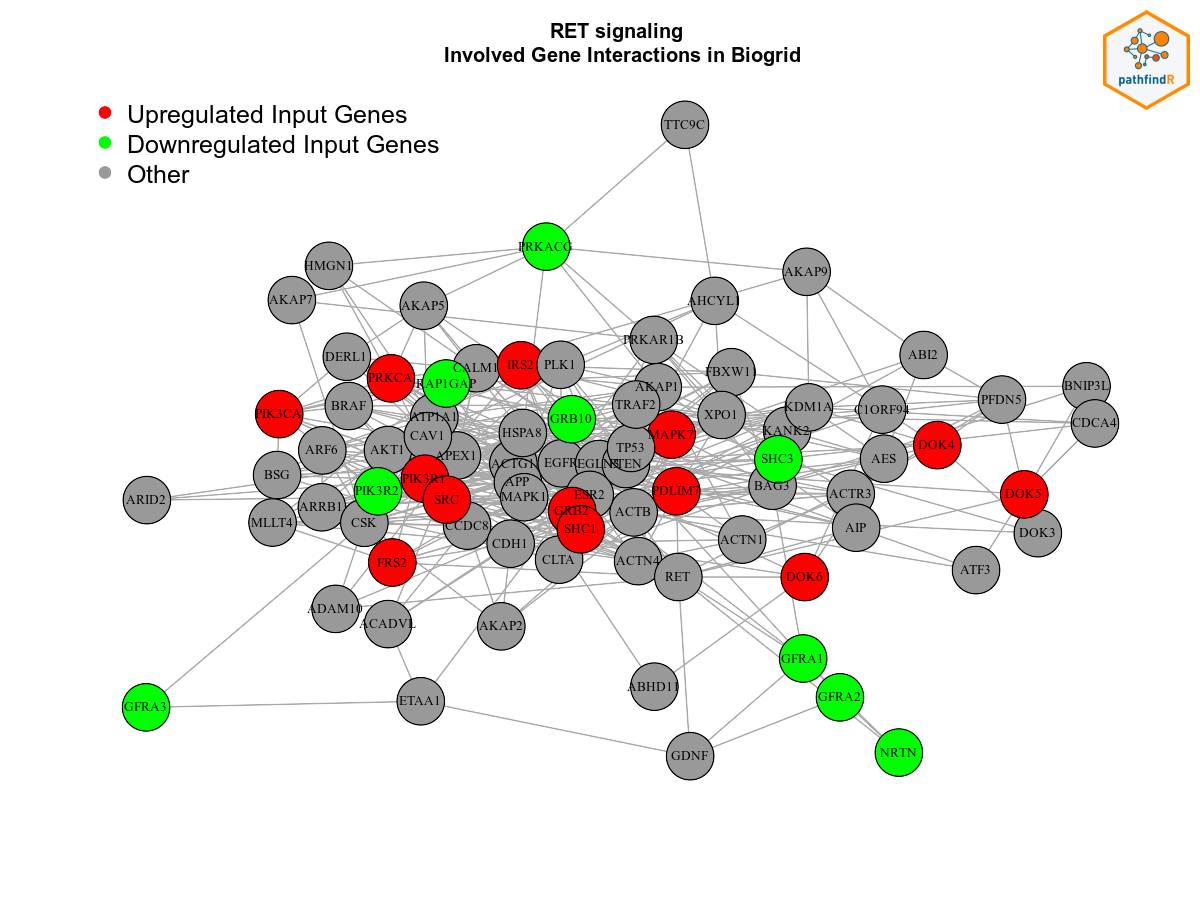 RET signaling
Involved Gene Interactions in Biogrid
pathfindR
Upregulated Input Genes
Downregulated Input Genes
Other
TTC9C
PRKACG
HMGN1
AKAP9
AKAP7
AKAP5
AHCYL1
PRKAR1B
DERL1
ABI2
CALM1
IRS2
PLK1
PRKCA
RAP1GAP
FBXW11
AKAP1
BNIP3L
PFDN5
BRAF
TRAF2
KDM1A
C1ORF94
PIK3CA
ATP1A1
GRB10
XPO1
CDCA4
CAV1
HSPA8
MAPK7
KANK2
DOK4
ARF6
AKT1
TP53
APEX1
ACTG1
EGFR
PTEN
SHC3
AES
BSG
PIK3R1
APP
PIK3R2
PDLIM7
BAG3
ACTR3
DOK5
ARID2
SRC
MAPK1
ESR2
ARRB1
GRB2
ACTB
MLLT4
CSK
CCDC8
SHC1
AIP
DOK3
CDH1
ACTN1
FRS2
CLTA
ACTN4
RET
DOK6
ATF3
ADAM10
ACADVL
AKAP2
GFRA1
ABHD11
GFRA2
GFRA3
ETAA1
GDNF
NRTN